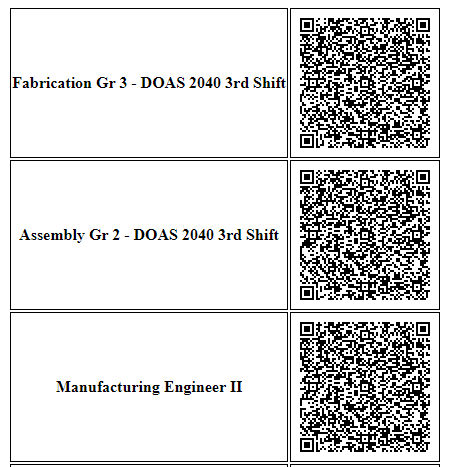 Fabrication Gr 3 - DOAS 2040 3rd Shift
Assembly Gr 2 - DOAS 2040 3rd Shift
Manufacturing Engineer II